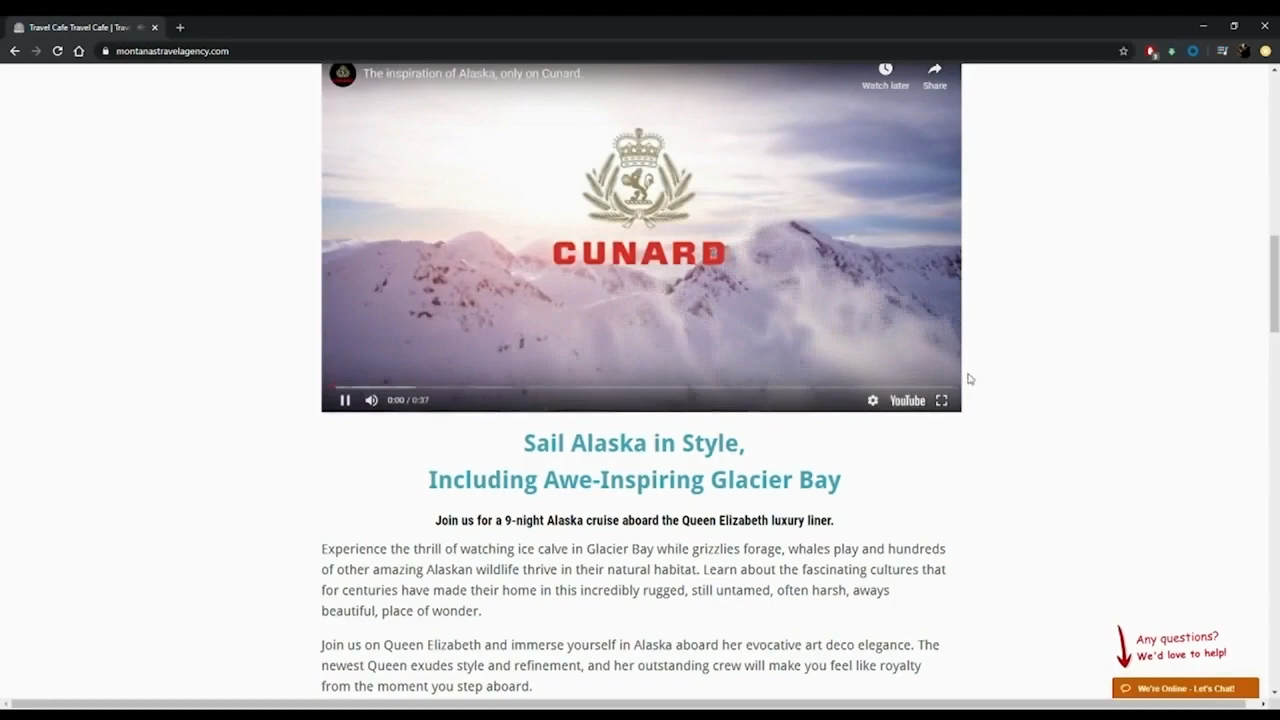 Travel Cafe Travel Cafe | Trav
montanastravelagency.com
The inspiration of Alaska, only on Cunard.
Watch later
Share
CUNARD
0:00 / 0:37
YouTube
Sail Alaska in Style,
Including Awe-Inspiring Glacier Bay
Join us for a 9-night Alaska cruise aboard the Queen Elizabeth luxury liner.
Experience the thrill of watching ice calve in Glacier Bay while grizzlies forage, whales play and hundreds
of other amazing Alaskan wildlife thrive in their natural habitat. Learn about the fascinating cultures that
for centuries have made their home in this incredibly rugged, still untamed, often harsh, aways
beautiful, place of wonder.
Join us on Queen Elizabeth and immerse yourself in Alaska aboard her evocative art deco elegance. The
newest Queen exudes style and refinement, and her outstanding crew will make you feel like royalty
from the moment you step aboard.
Any questions?
We'd love to help!
We're Online - Let's Chat!